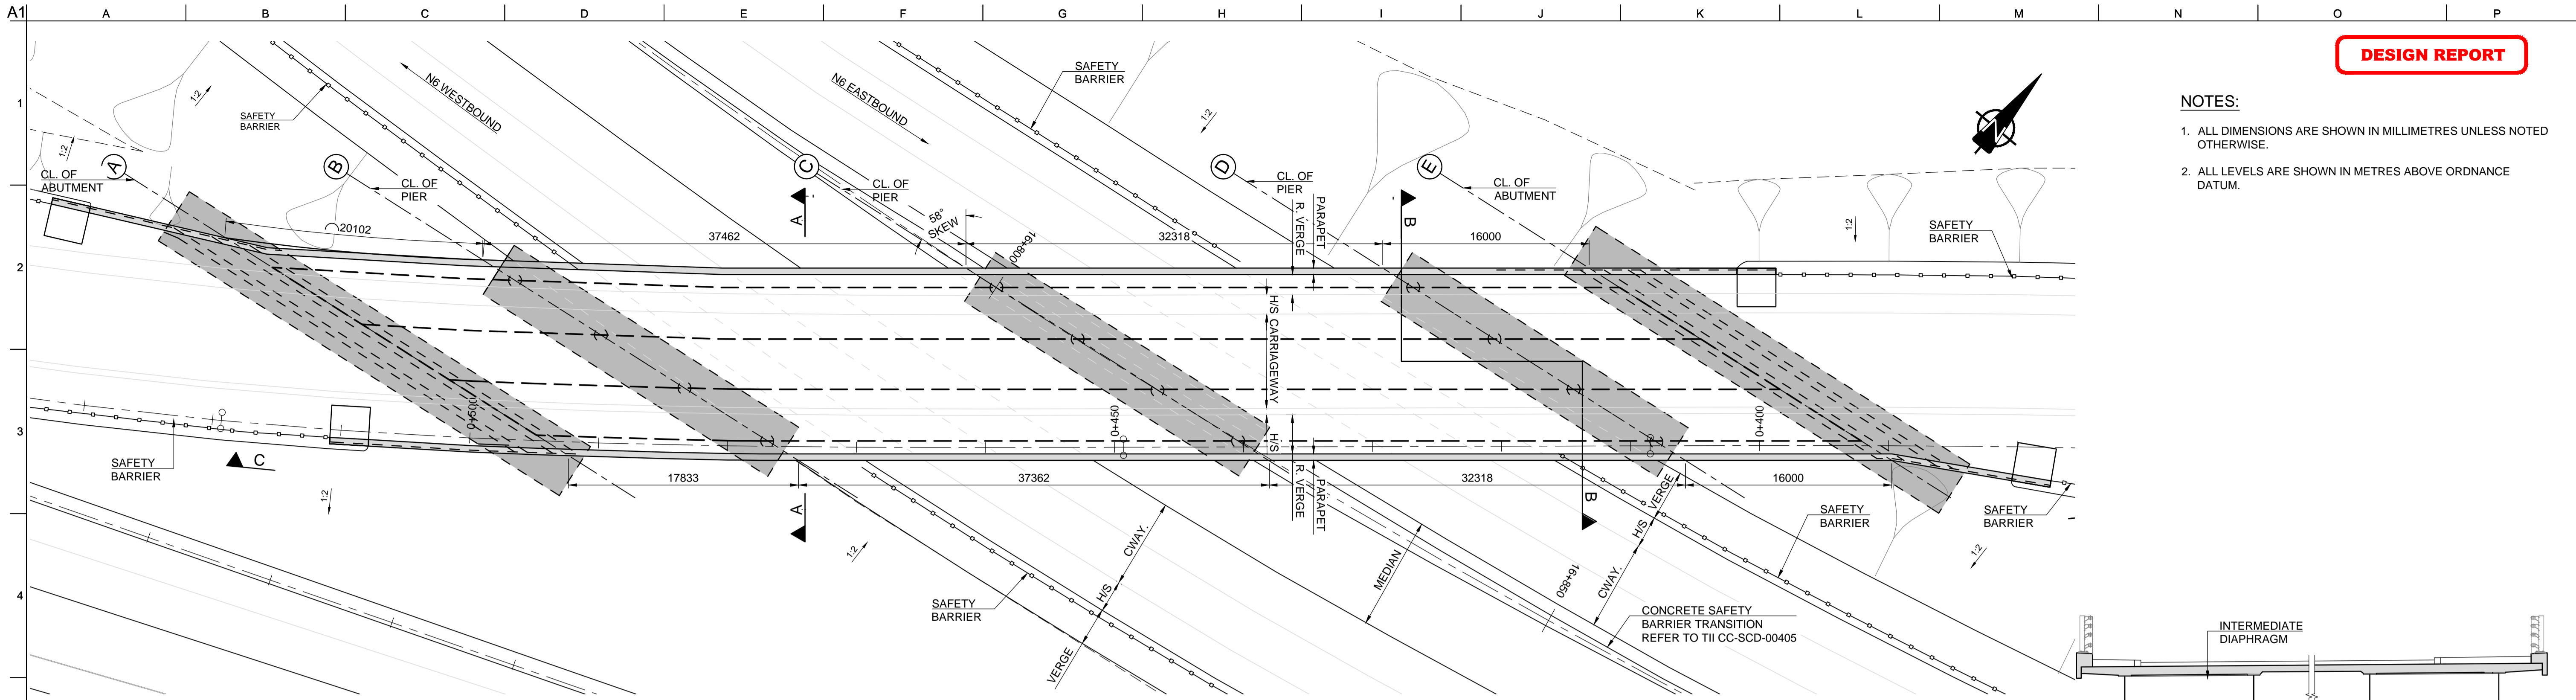 A1
A B C D E F G H I J K L M N O P
1
2
3
4
DESIGN REPORT
NOTES:
1. ALL DIMENSIONS ARE SHOWN IN MILLIMETRES UNLESS NOTED
OTHERWISE.
2. ALL LEVELS ARE SHOWN IN METRES ABOVE ORDNANCE
DATUM.
N
SAFETY
BARRIER
N6 WESTBOUND
N6 EASTBOUND
SAFETY
BARRIER
1:2
1:2
1:2
A
B
C
D
E
CL. OF
ABUTMENT
CL. OF
PIER
CL. OF
PIER
CL. OF
PIER
CL. OF
ABUTMENT
A
B
58°
SKEW
20102
37462
32318
16000
16+800
PARAPET
R. VERGE
SAFETY
BARRIER
1:2
H/S
CARRIAGEWAY
H/S
R. VERGE
PARAPET
0+500
0+450
0+400
SAFETY
BARRIER
C
1:2
17833
37362
32318
16000
A
B
1:2
VERGE
H/S
CWAY.
MEDIAN
SAFETY
BARRIER
VERGE
H/S
CWAY.
16+850
SAFETY
BARRIER
SAFETY
BARRIER
1:2
CONCRETE SAFETY
BARRIER TRANSITION
REFER TO TII CC-SCD-00405
INTERMEDIATE
DIAPHRAGM